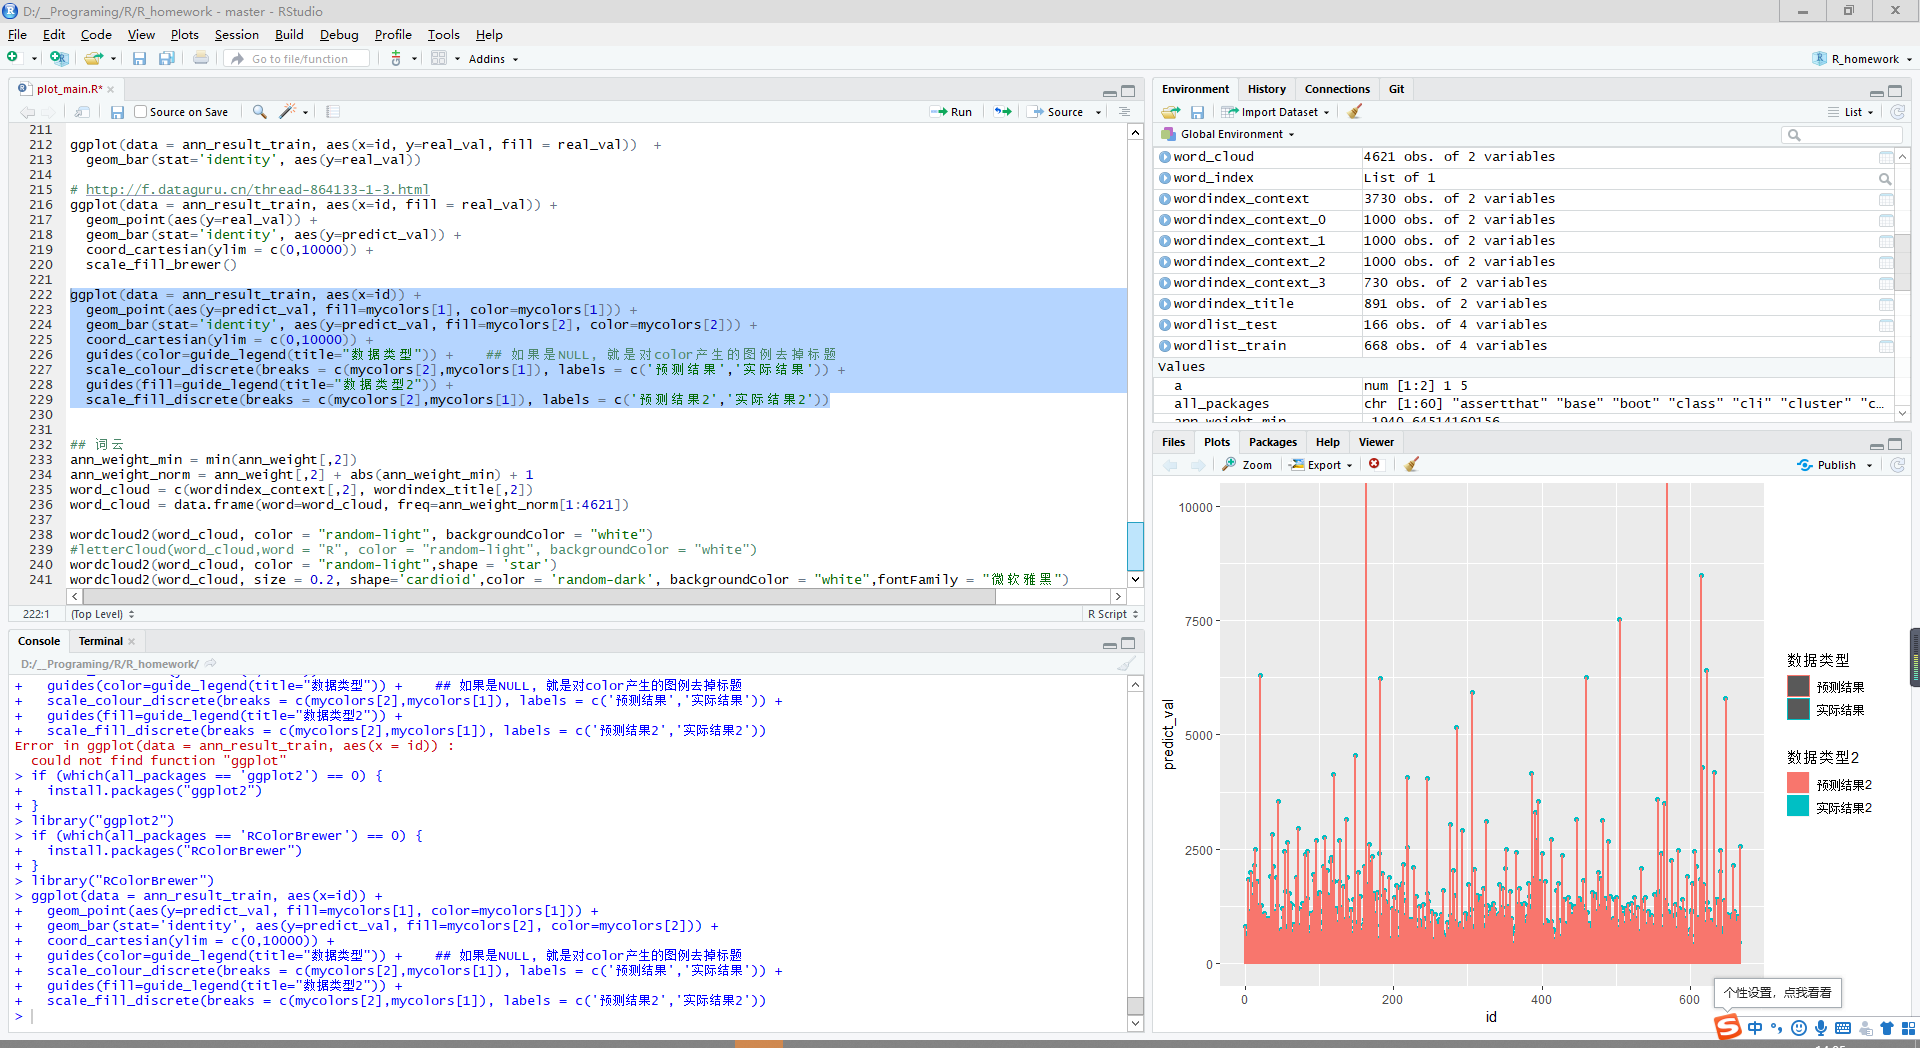 D:/__Programing/R/R_homework - master - RStudio
File Edit Code View Plots Session Build Debug Profile Tools Help
Go to file/function Addins R_homework
plot_main.R*
Source on Save Run Source
211
212 ggplot(data = ann_result_train, aes(x=id, y=real_val, fill = real_val)) +
213 geom_bar(stat='identity', aes(y=real_val))
214
215 # http://f.dataguru.cn/thread-864133-1-3.html
216 ggplot(data = ann_result_train, aes(x=id, fill = real_val)) +
217 geom_point(aes(y=real_val)) +
218 geom_bar(stat='identity', aes(y=predict_val)) +
219 coord_cartesian(ylim = c(0,10000)) +
220 scale_fill_brewer()
221
222 ggplot(data = ann_result_train, aes(x=id)) +
223 geom_point(aes(y=predict_val, fill=mycolors[1], color=mycolors[1])) +
224 geom_bar(stat='identity', aes(y=predict_val, fill=mycolors[2], color=mycolors[2])) +
225 coord_cartesian(ylim = c(0,10000)) +
226 guides(color=guide_legend(title="数据类型")) + ## 如果是NULL, 就是对color产生的图例去掉标题
227 scale_colour_discrete(breaks = c(mycolors[2],mycolors[1]), labels = c('预测结果','实际结果')) +
228 guides(fill=guide_legend(title="数据类型2")) +
229 scale_fill_discrete(breaks = c(mycolors[2],mycolors[1]), labels = c('预测结果2','实际结果2'))
230
231
232 ## 词云
233 ann_weight_min = min(ann_weight[,2])
234 ann_weight_norm = ann_weight[,2] + abs(ann_weight_min) + 1
235 word_cloud = c(wordindex_context[,2], wordindex_title[,2])
236 word_cloud = data.frame(word=word_cloud, freq=ann_weight_norm[1:4621])
237
238 wordcloud2(word_cloud, color = "random-light", backgroundColor = "white")
239 #letterCloud(word_cloud,word = "R", color = "random-light", backgroundColor = "white")
240 wordcloud2(word_cloud, color = "random-light",shape = 'star')
241 wordcloud2(word_cloud, size = 0.2, shape='cardioid',color = 'random-dark', backgroundColor = "white",fontFamily = "微软雅黑")
222:1 (Top Level) R Script
Console Terminal
D:/__Programing/R/R_homework/
+ guides(color=guide_legend(title="数据类型")) + ## 如果是NULL, 就是对color产生的图例去掉标题
+ scale_colour_discrete(breaks = c(mycolors[2],mycolors[1]), labels = c('预测结果','实际结果')) +
+ guides(fill=guide_legend(title="数据类型2")) +
+ scale_fill_discrete(breaks = c(mycolors[2],mycolors[1]), labels = c('预测结果2','实际结果2'))
Error in ggplot(data = ann_result_train, aes(x = id)) :
could not find function "ggplot"
> if (which(all_packages == 'ggplot2') == 0) {
+ install.packages("ggplot2")
+ }
> library("ggplot2")
> if (which(all_packages == 'RColorBrewer') == 0) {
+ install.packages("RColorBrewer")
+ }
> library("RColorBrewer")
> ggplot(data = ann_result_train, aes(x=id)) +
+ geom_point(aes(y=predict_val, fill=mycolors[1], color=mycolors[1])) +
+ geom_bar(stat='identity', aes(y=predict_val, fill=mycolors[2], color=mycolors[2])) +
+ coord_cartesian(ylim = c(0,10000)) +
+ guides(color=guide_legend(title="数据类型")) + ## 如果是NULL, 就是对color产生的图例去掉标题
+ scale_colour_discrete(breaks = c(mycolors[2],mycolors[1]), labels = c('预测结果','实际结果')) +
+ guides(fill=guide_legend(title="数据类型2")) +
+ scale_fill_discrete(breaks = c(mycolors[2],mycolors[1]), labels = c('预测结果2','实际结果2'))
>
Environment History Connections Git
Import Dataset List
Global Environment
word_cloud 4621 obs. of 2 variables
word_index List of 1
wordindex_context 3730 obs. of 2 variables
wordindex_context_0 1000 obs. of 2 variables
wordindex_context_1 1000 obs. of 2 variables
wordindex_context_2 1000 obs. of 2 variables
wordindex_context_3 730 obs. of 2 variables
wordindex_title 891 obs. of 2 variables
wordlist_test 166 obs. of 4 variables
wordlist_train 668 obs. of 4 variables
Values
a num [1:2] 1 5
all_packages chr [1:60] "assertthat" "base" "boot" "class" "cli" "cluster" "c…
ann_weight_min -1940.64514160156
Files Plots Packages Help Viewer
Zoom Export Publish
10000
7500
5000
2500
0
predict_val
0 200 400 600
id
数据类型
预测结果
实际结果
数据类型2
预测结果2
实际结果2
个性设置，点我看看
S 中